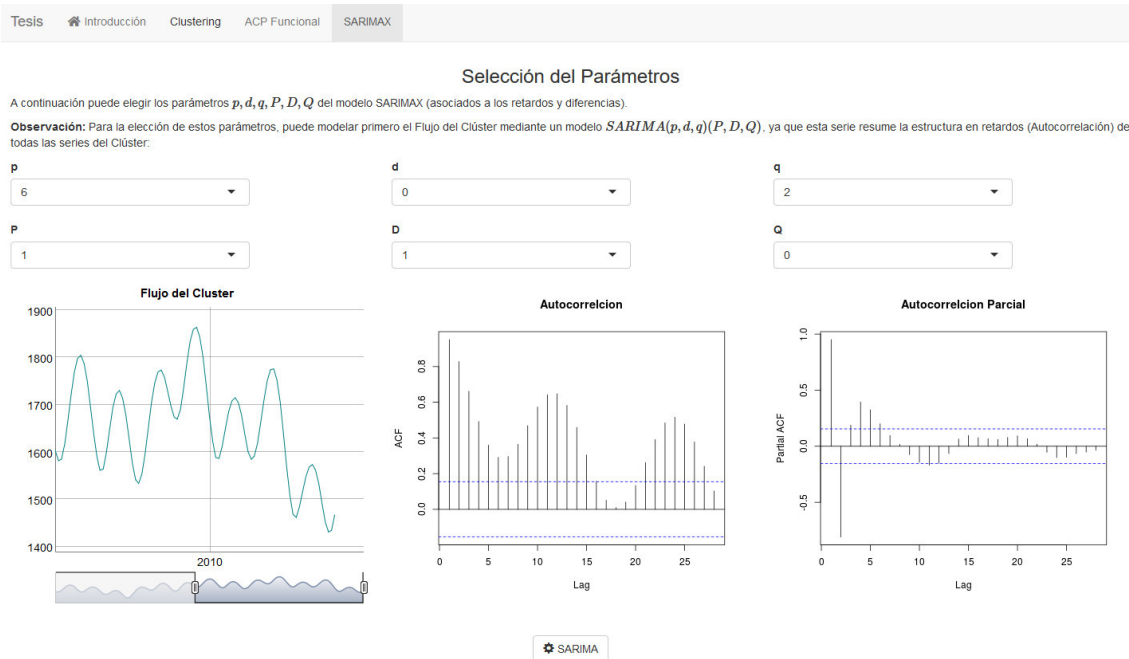 Tesis Introducción Clustering ACP Funcional SARIMAX
Selección del Parámetros
A continuación puede elegir los parámetros p, d, q, P, D, Q del modelo SARIMAX (asociados a los retardos y diferencias).
Observación: Para la elección de estos parámetros, puede modelar primero el Flujo del Clúster mediante un modelo SARIMA(p, d, q)(P, D, Q), ya que esta serie resume la estructura en retardos (Autocorrelación) de
todas las series del Clúster:
p d q
6 0 2
P D Q
1 1 0
Flujo del Cluster
1900
1800
1700
1600
1500
1400
2010
Autocorrelcion
ACF
0.8
0.6
0.4
0.2
0.0
0 5 10 15 20 25
Lag
Autocorrelcion Parcial
Partial ACF
1.0
0.5
0.0
-0.5
0 5 10 15 20 25
Lag
SARIMA